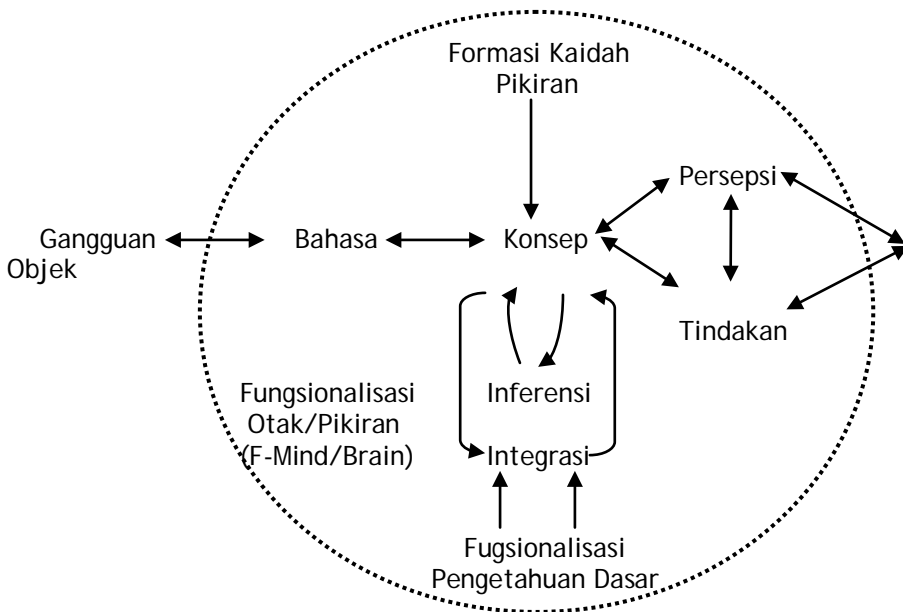 Formasi Kaidah
Pikiran
Persepsi
Gangguan
Objek
Bahasa
Konsep
Tindakan
Fungsionalisasi
Otak/Pikiran
(F-Mind/Brain)
Inferensi
Integrasi
Fugsionalisasi
Pengetahuan Dasar